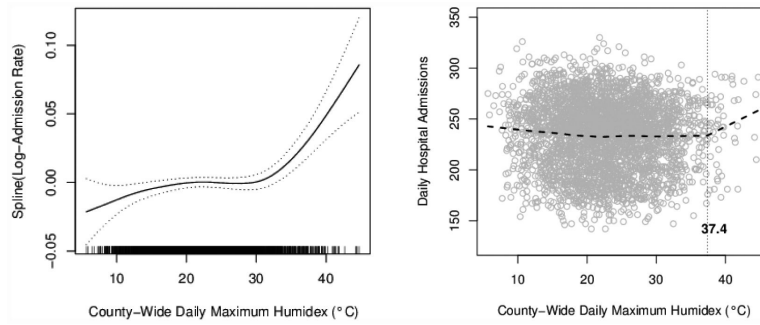 Spline(Log−Admission Rate)
0.10
0.05
0.00
−0.05
10 20 30 40
County−Wide Daily Maximum Humidex (°C)
Daily Hospital Admissions
350
300
250
200
150
37.4
10 20 30 40
County−Wide Daily Maximum Humidex (°C)